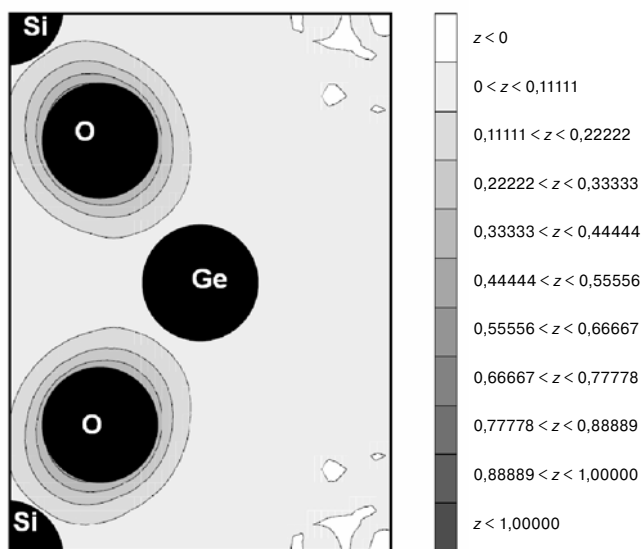 Si
O
Ge
O
Si
z < 0
0 < z < 0,11111
0,11111 < z < 0,22222
0,22222 < z < 0,33333
0,33333 < z < 0,44444
0,44444 < z < 0,55556
0,55556 < z < 0,66667
0,66667 < z < 0,77778
0,77778 < z < 0,88889
0,88889 < z < 1,00000
z < 1,00000